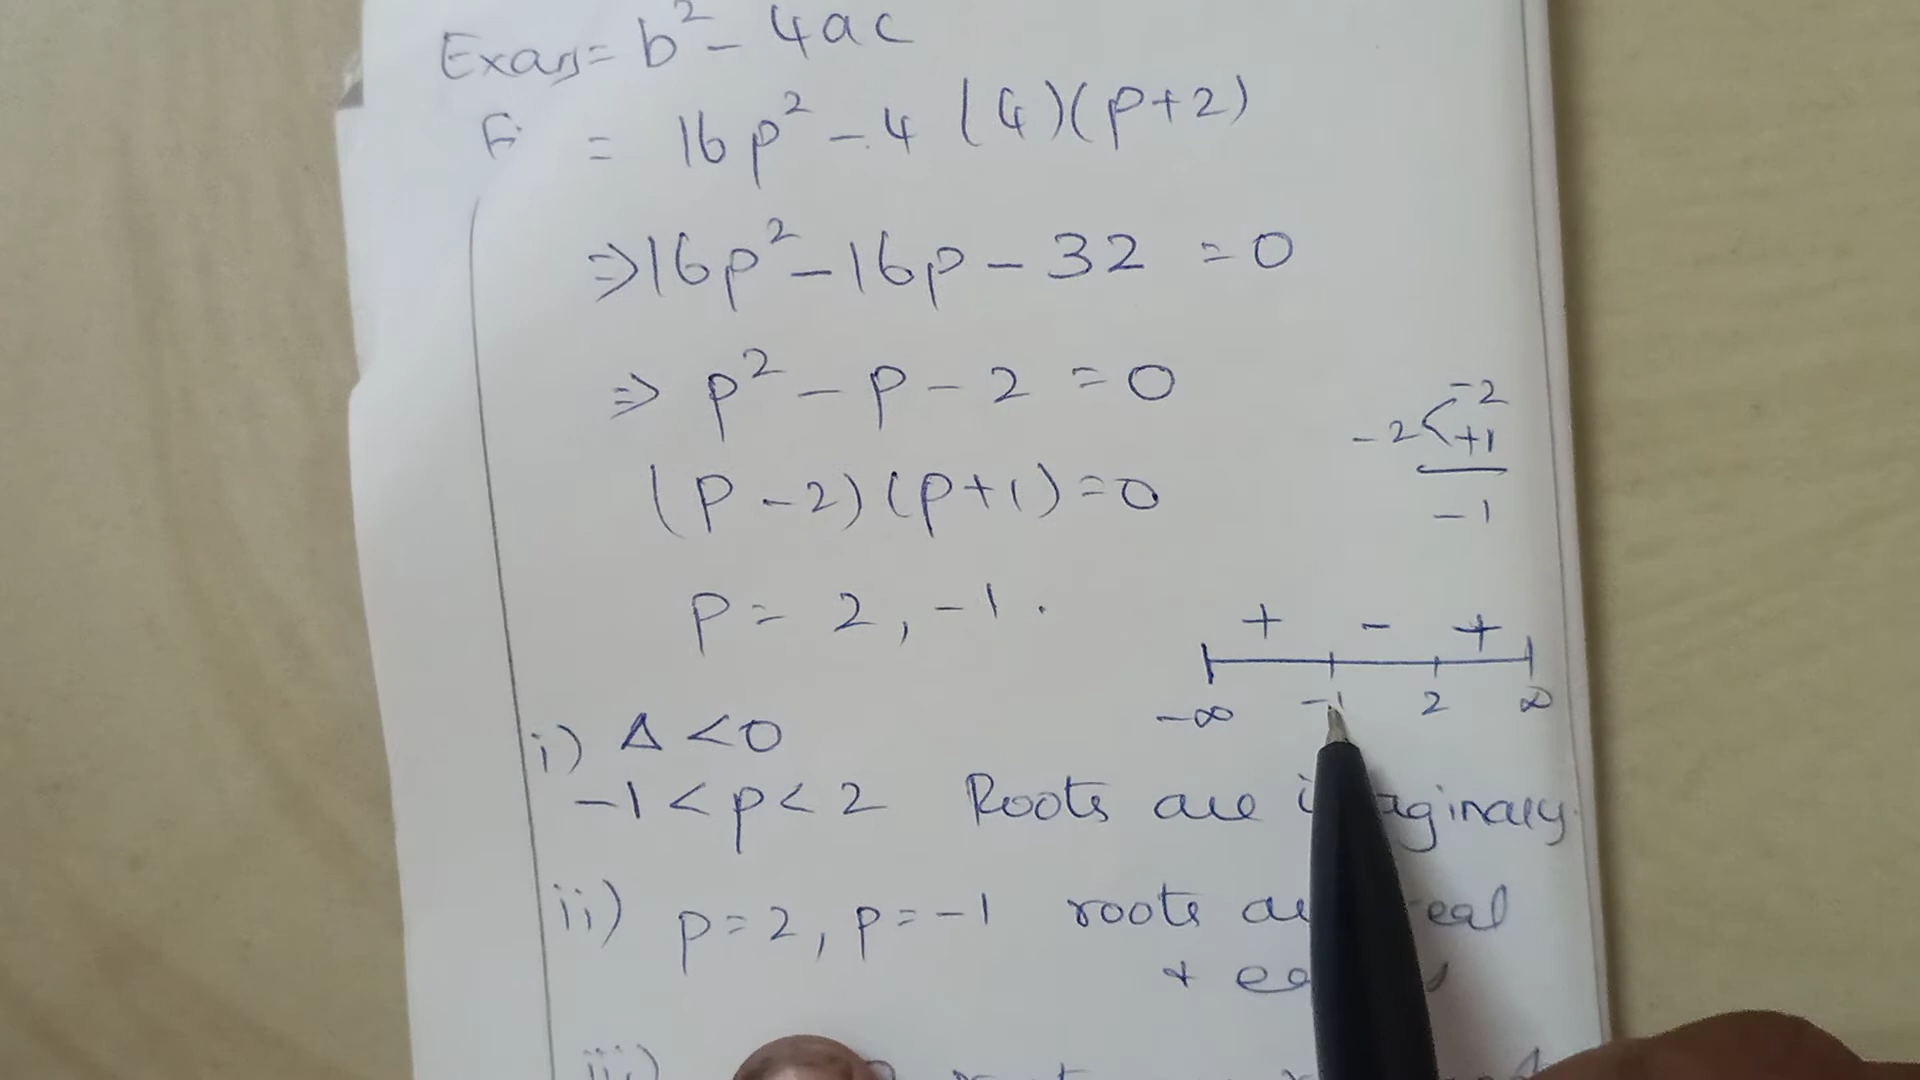 = b² - 4ac
= 16p² - 4 (4)(p+2)
⇒ 16p² - 16p - 32 = 0
⇒ p² - p - 2 = 0
-2 < -2
+1
-1
(p - 2)(p+1) = 0
p = 2, -1.
+ - +
-∞ -1 2 ∞
i) Δ < 0
-1 < p < 2 Roots are
ii) p = 2, p = -1 roots
iii)